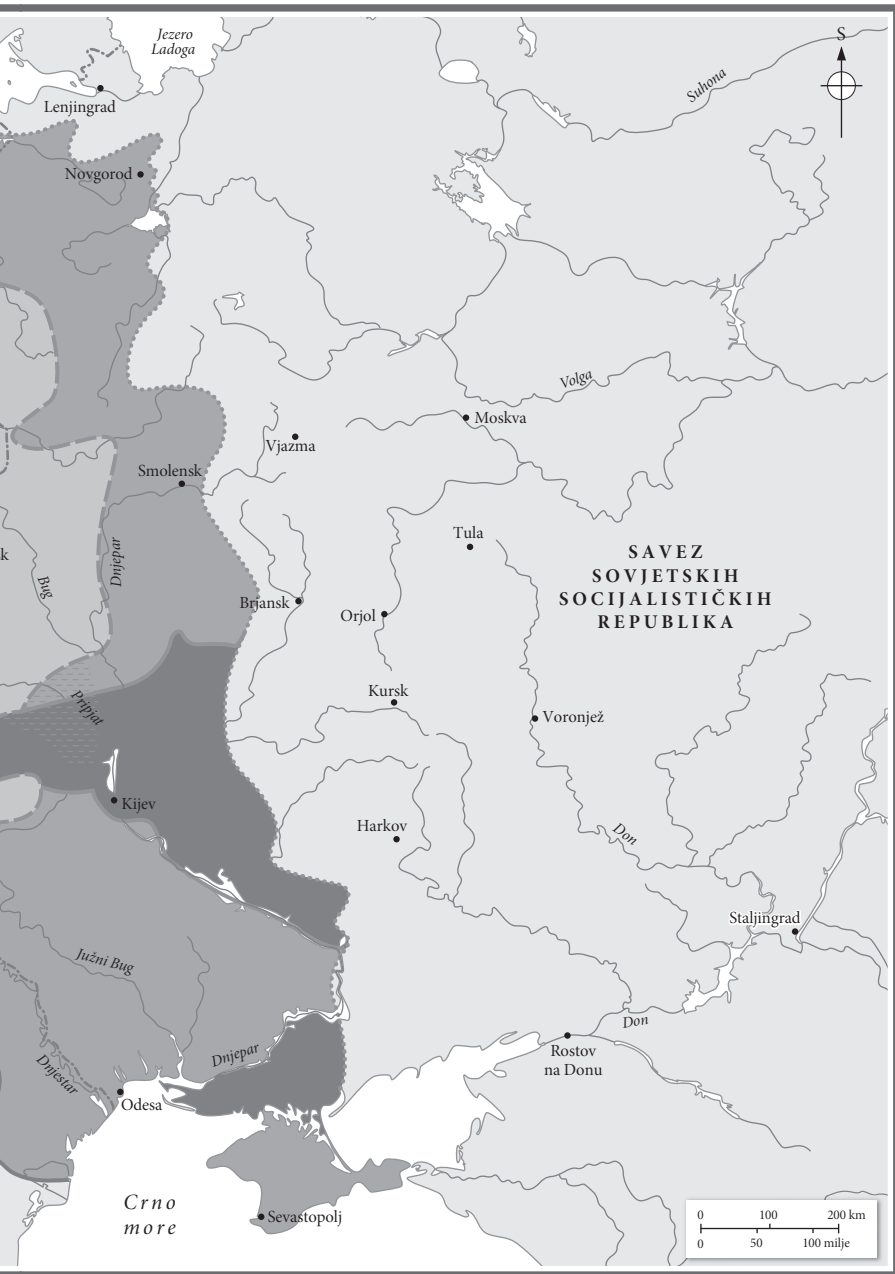 Jezero
Ladoga
S
Suhona
Lenjingrad
Novgorod
Volga
Moskva
Vjazma
Smolensk
Tula
SAVEZ
SOVJETSKIH
SOCIJALISTIČKIH
REPUBLIKA
k
Dnjepar
Bug
Brjansk
Orjol
Kursk
Pripjat
Voronjež
Kijev
Harkov
Don
Staljingrad
Južni Bug
Don
Dnjepar
Rostov
na Donu
Dnjestar
Odesa
Crno
more
Sevastopolj
0 100 200 km
0 50 100 milje